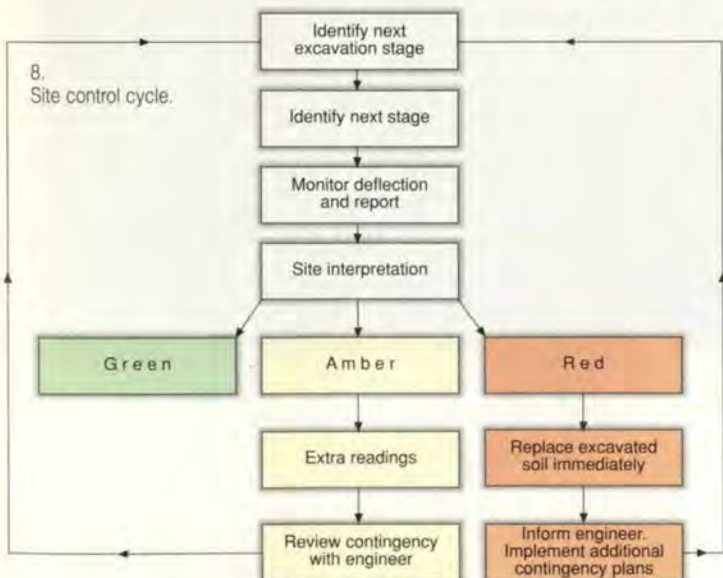 Identify next
excavation stage
8.
Site control cycle.
Identify next stage
Monitor deflection
and report
Site interpretation
Green
Amber
Red
Extra readings
Replace excavated
soil immediately
Review contingency
with engineer
Inform engineer.
Implement additional
contingency plans